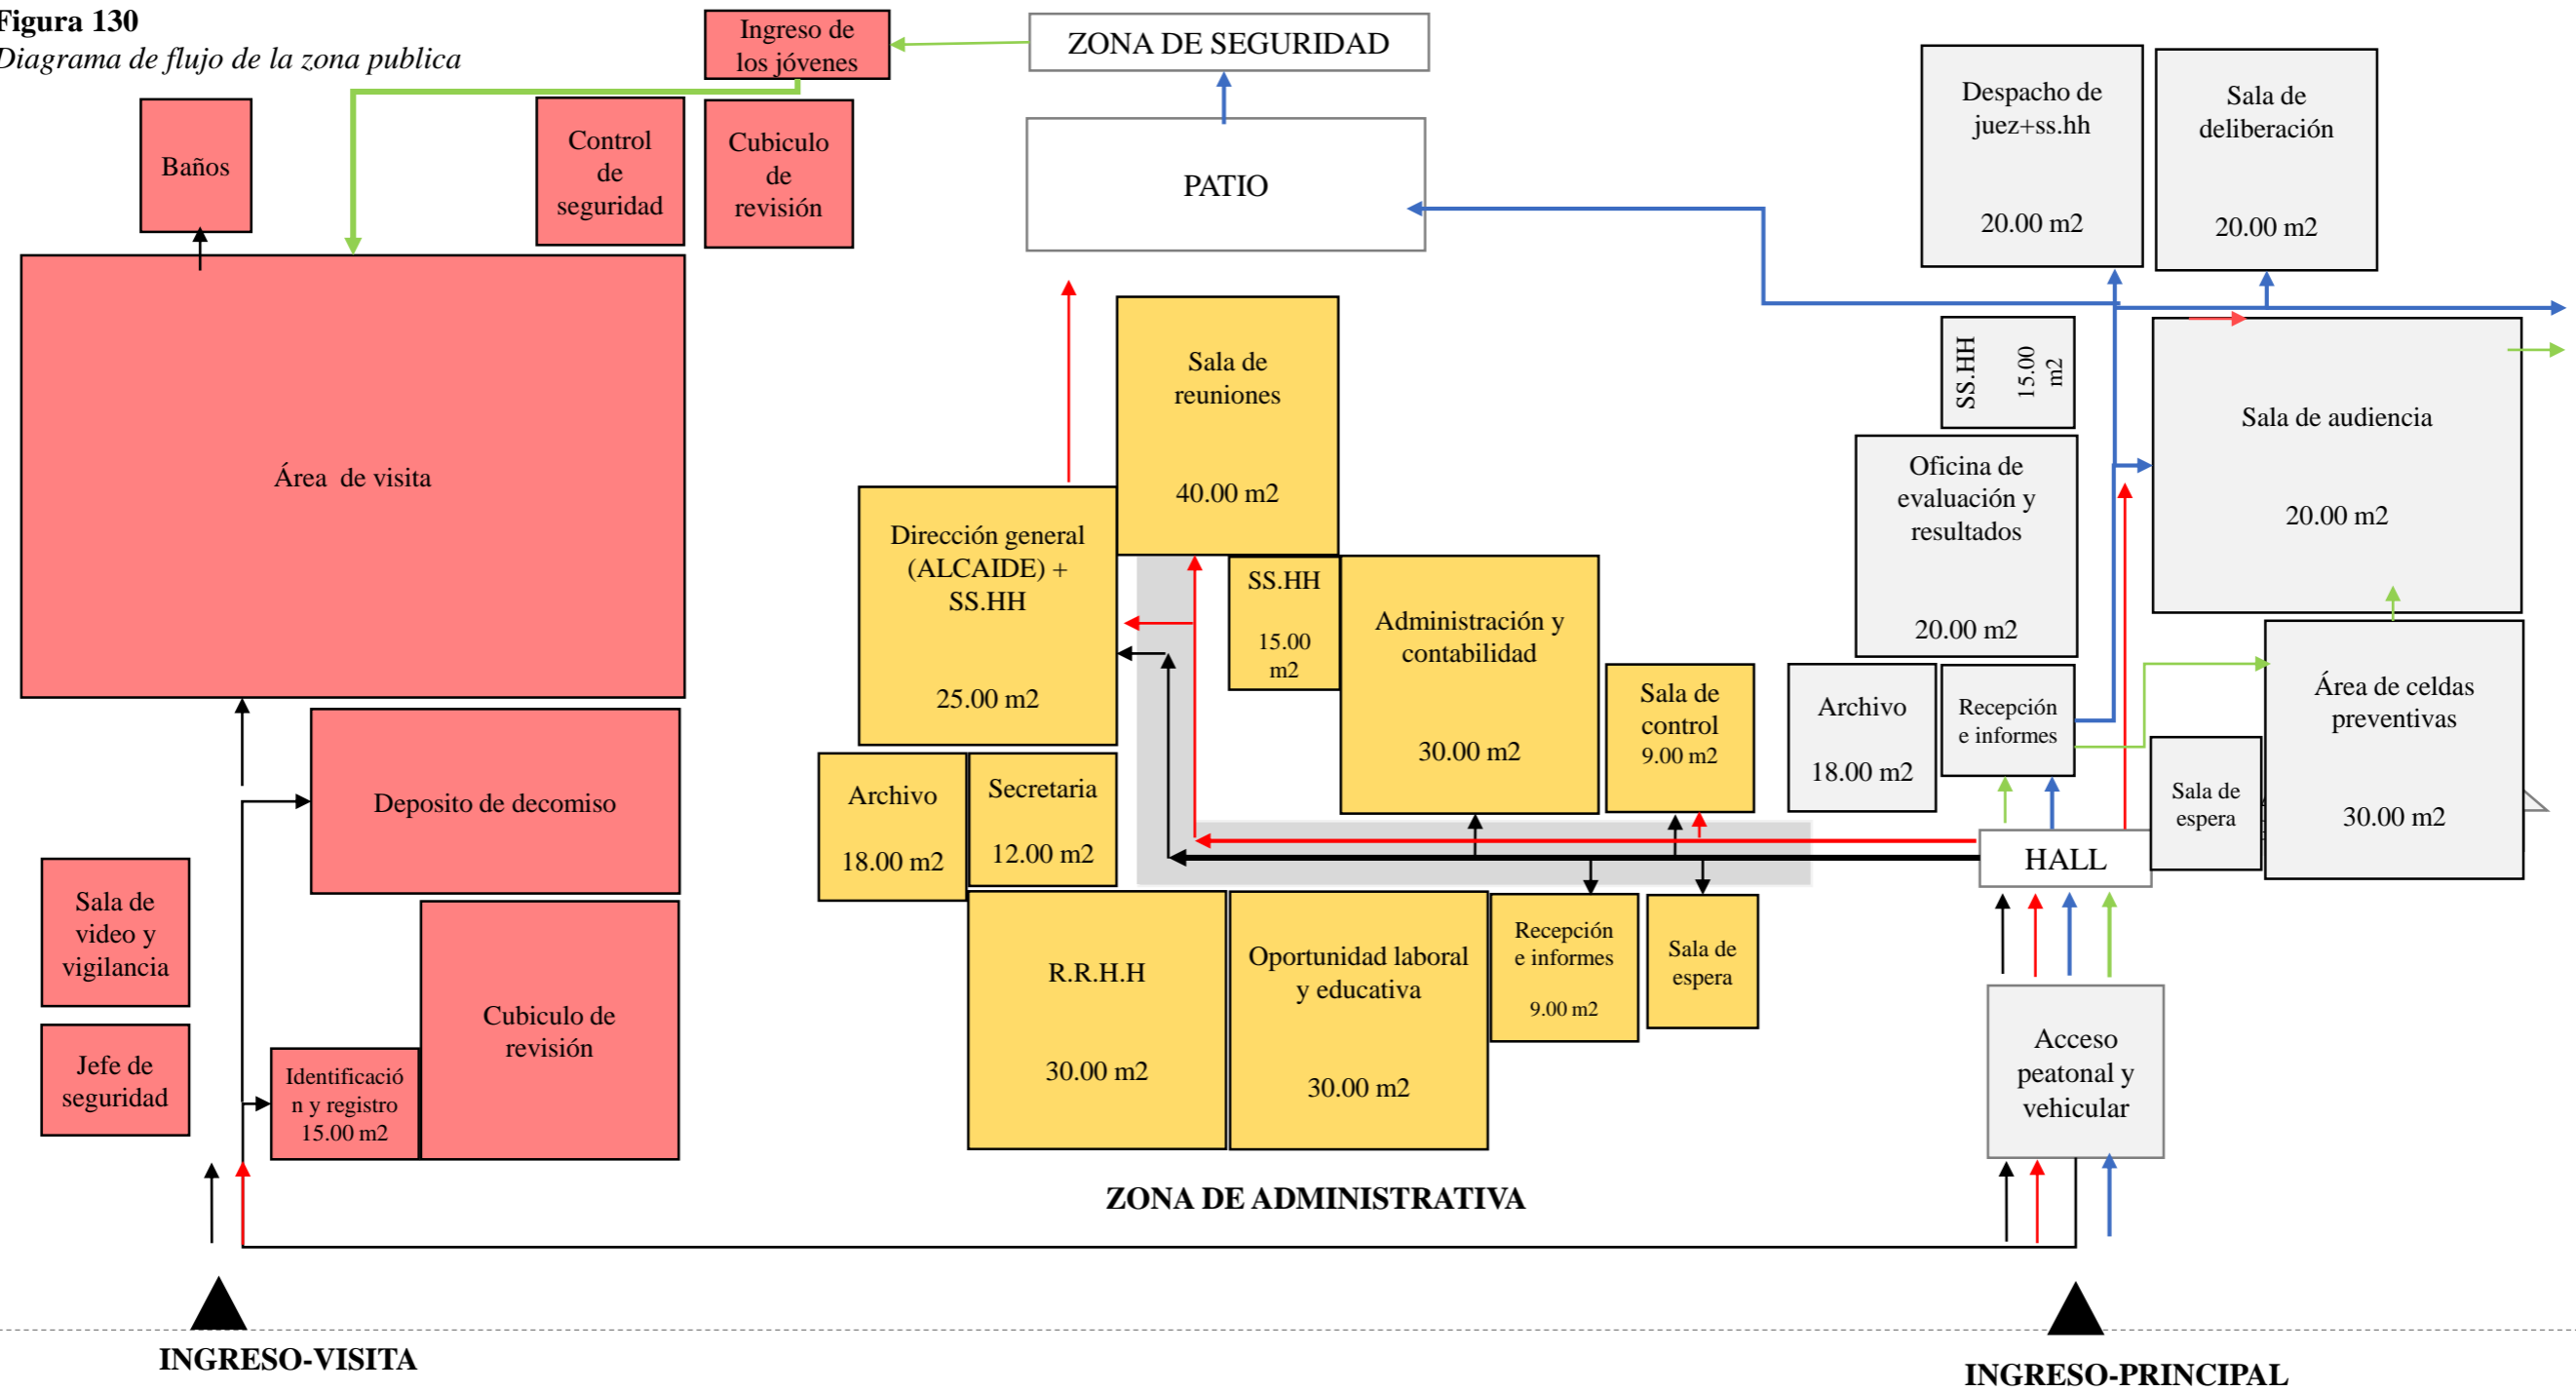 Figura 130
Diagrama de flujo de la zona publica
Ingreso de
los jóvenes
ZONA DE SEGURIDAD
Baños
Control
de
seguridad
Cubiculo
de
revisión
PATIO
Despacho de
juez+ss.hh
20.00 m2
Sala de
deliberación
20.00 m2
Área de visita
Sala de
reuniones
40.00 m2
SS.HH
15.00
m2
Sala de audiencia
20.00 m2
Oficina de
evaluación y
resultados
20.00 m2
Dirección general
(ALCAIDE) +
SS.HH
25.00 m2
SS.HH
15.00
m2
Administración y
contabilidad
30.00 m2
Sala de
control
9.00 m2
Archivo
18.00 m2
Recepción
e informes
Área de celdas
preventivas
30.00 m2
Sala de
espera
Deposito de decomiso
Archivo
18.00 m2
Secretaria
12.00 m2
HALL
Sala de
video y
vigilancia
Cubiculo de
revisión
R.R.H.H
30.00 m2
Oportunidad laboral
y educativa
30.00 m2
Recepción
e informes
9.00 m2
Sala de
espera
Jefe de
seguridad
Identificació
n y registro
15.00 m2
Acceso
peatonal y
vehicular
ZONA DE ADMINISTRATIVA
INGRESO-VISITA
INGRESO-PRINCIPAL